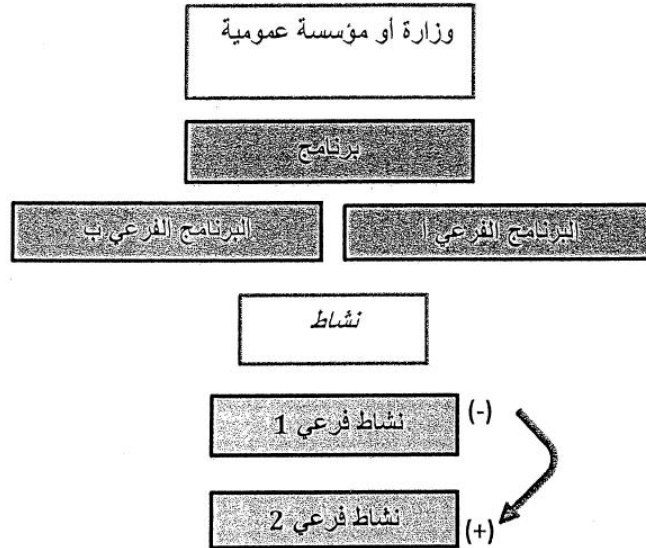 وزارة أو مؤسسة عمومية
برنامج
البرنامج الفرعي أ
البرنامج الفرعي ب
نشاط
نشاط فرعي 1
(-)
نشاط فرعي 2
(+)